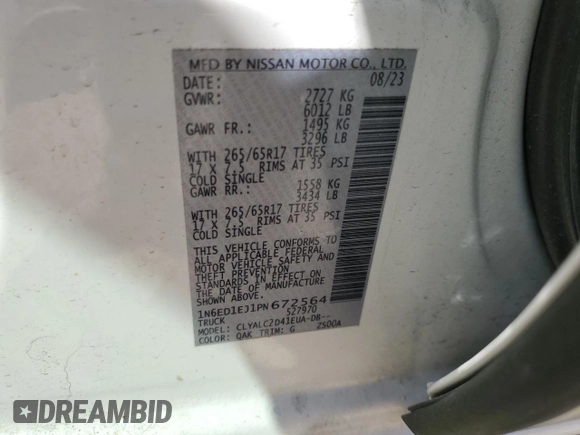 MFD BY NISSAN MOTOR CO., LTD.
DATE: 08/23
GVWR: 2727 KG
6012 LB
GAWR FR.: 1495 KG
3296 LB
WITH 265/65R17 TIRES
17 X 7.5 RIMS AT 35 PSI
COLD SINGLE
GAWR RR.: 1558 KG
3434 LB
WITH 265/65R17 TIRES
17 X 7.5 RIMS AT 35 PSI
COLD SINGLE
THIS VEHICLE CONFORMS TO
ALL APPLICABLE FEDERAL
MOTOR VEHICLE SAFETY AND
THEFT PREVENTION
STANDARDS IN EFFECT ON
THE DATE OF MANUFACTURE
SHOWN ABOVE.
1N6ED1EJ1PN672564
TRUCK S27970
MODEL: CLYALC2D41EUA-DB--
COLOR: QAK TRIM: G ZS00A
DREAMBID